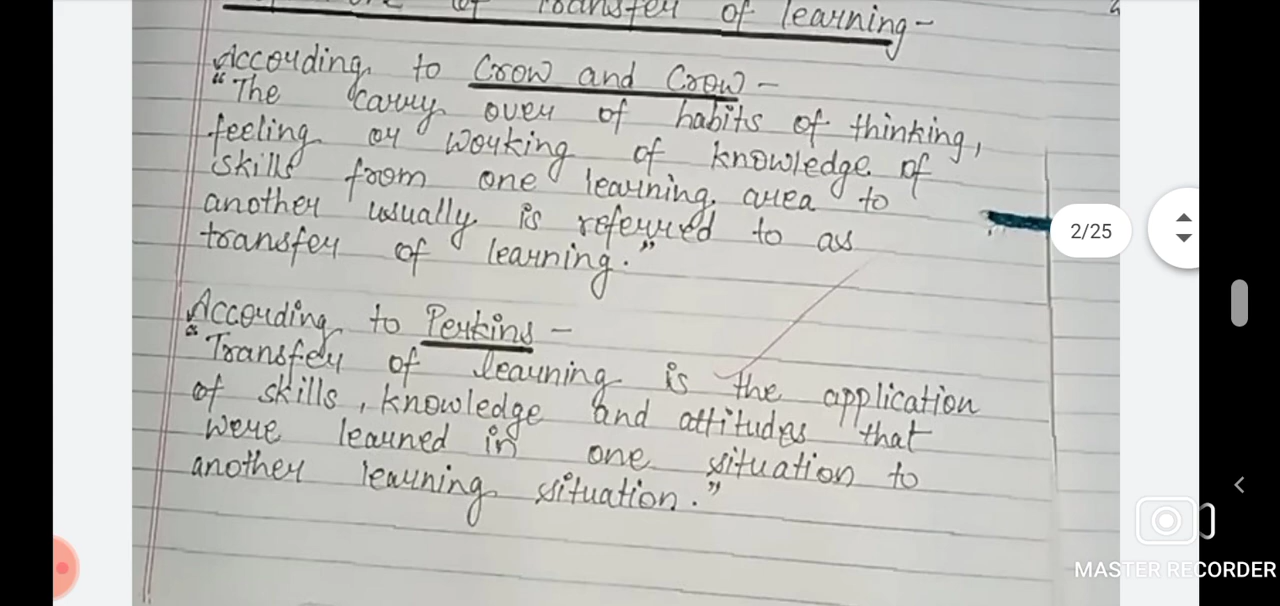 of transfer of learning-
According to Crow and Crow -
"The carry over of habits of thinking,
feeling or working of knowledge of
skills from one learning area to
another usually is referred to as
transfer of learning."
According to Perkins -
"Transfer of learning is the application
of skills, knowledge and attitudes that
were learned in one situation to
another learning situation."
2/25
MASTER RECORDER